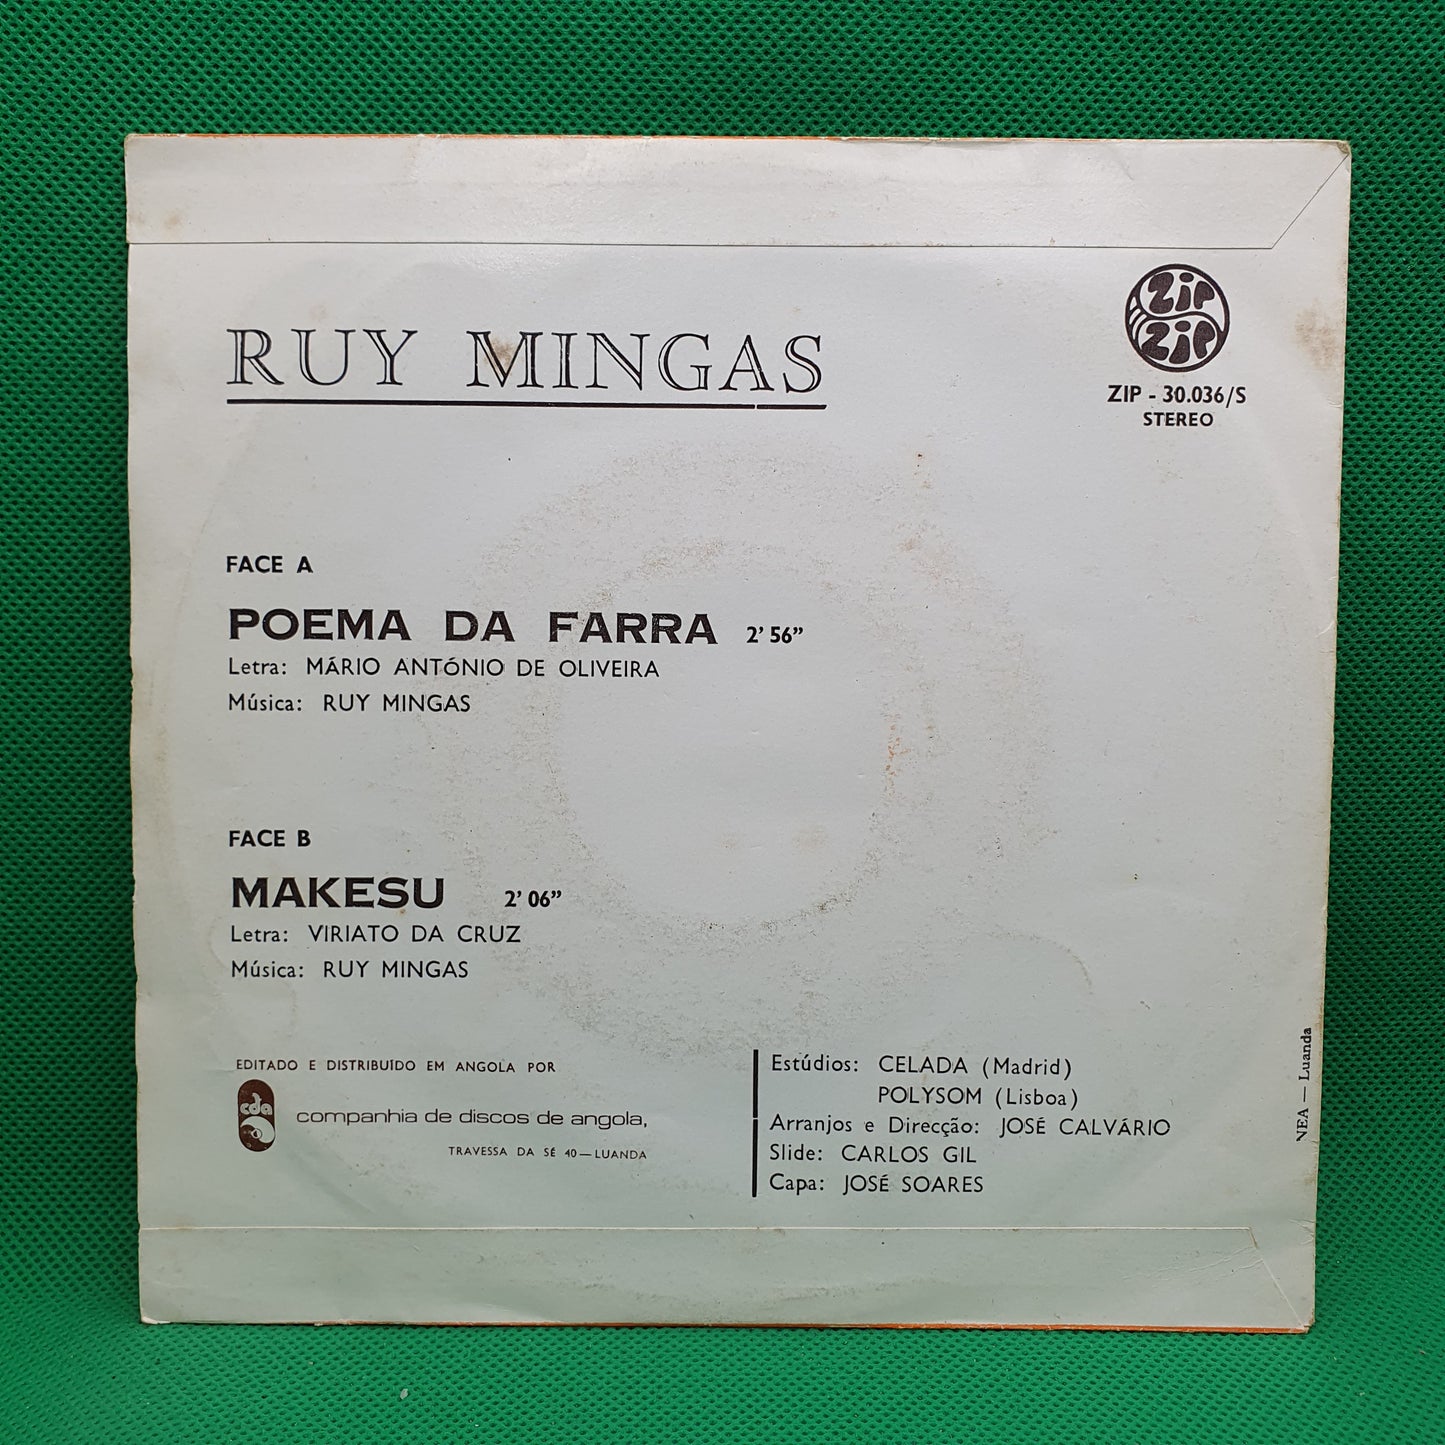 RUY MINGAS
ZIP
ZIP
ZIP - 30.036/S
STEREO
FACE A
POEMA DA FARRA 2' 56"
Letra: MÁRIO ANTÓNIO DE OLIVEIRA
Música: RUY MINGAS
FACE B
MAKESU 2' 06"
Letra: VIRIATO DA CRUZ
Música: RUY MINGAS
EDITADO E DISTRIBUÍDO EM ANGOLA POR
cda
companhia de discos de angola,
TRAVESSA DA SÉ 40 — LUANDA
Estúdios: CELADA (Madrid)
POLYSOM (Lisboa)
Arranjos e Direcção: JOSÉ CALVÁRIO
Slide: CARLOS GIL
Capa: JOSÉ SOARES
NEA — Luanda